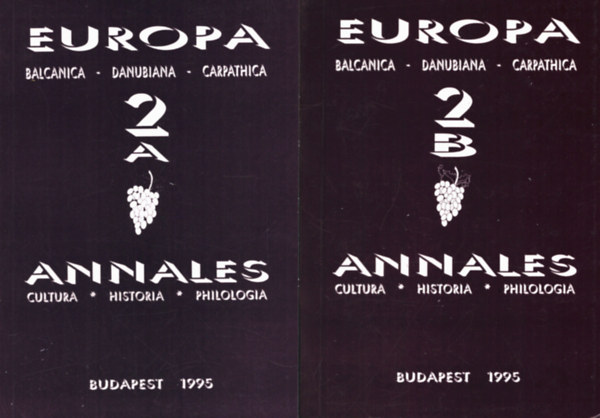 EUROPA
BALCANICA - DANUBIANA - CARPATHICA
2
A
ANNALES
CULTURA * HISTORIA * PHILOLOGIA
BUDAPEST 1995
EUROPA
BALCANICA - DANUBIANA - CARPATHICA
2
B
ANNALES
CULTURA * HISTORIA * PHILOLOGIA
BUDAPEST 1995